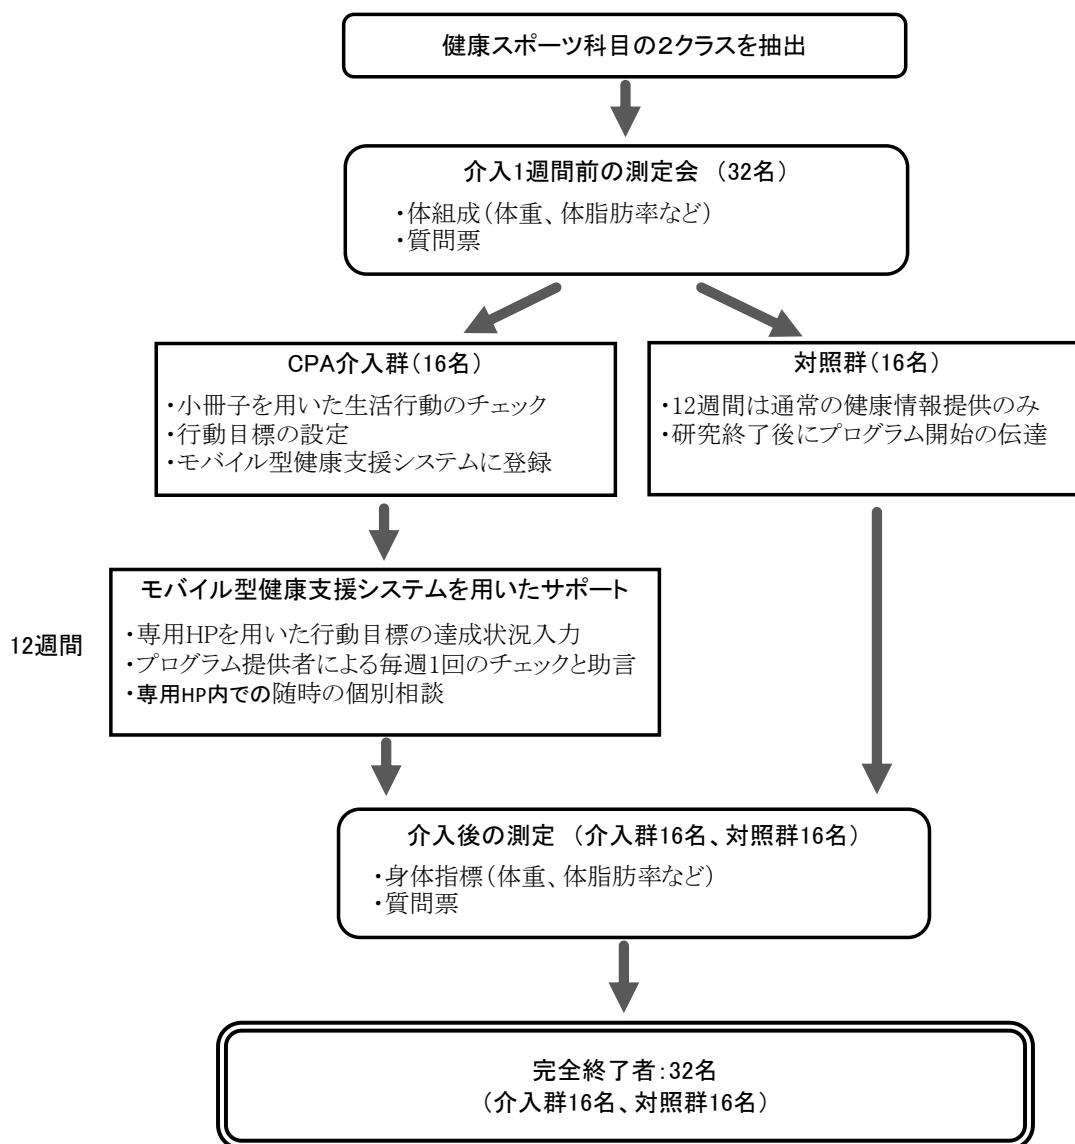 健康スポーツ科目の２クラスを抽出
介入1週間前の測定会 （32名）
・体組成（体重、体脂肪率など）
・質問票
CPA介入群（16名）
・小冊子を用いた生活行動のチェック
・行動目標の設定
・モバイル型健康支援システムに登録
対照群（16名）
・12週間は通常の健康情報提供のみ
・研究終了後にプログラム開始の伝達
12週間
モバイル型健康支援システムを用いたサポート
・専用HPを用いた行動目標の達成状況入力
・プログラム提供者による毎週1回のチェックと助言
・専用HP内での随時の個別相談
介入後の測定 （介入群16名、対照群16名）
・身体指標（体重、体脂肪率など）
・質問票
完全終了者：32名
（介入群16名、対照群16名）